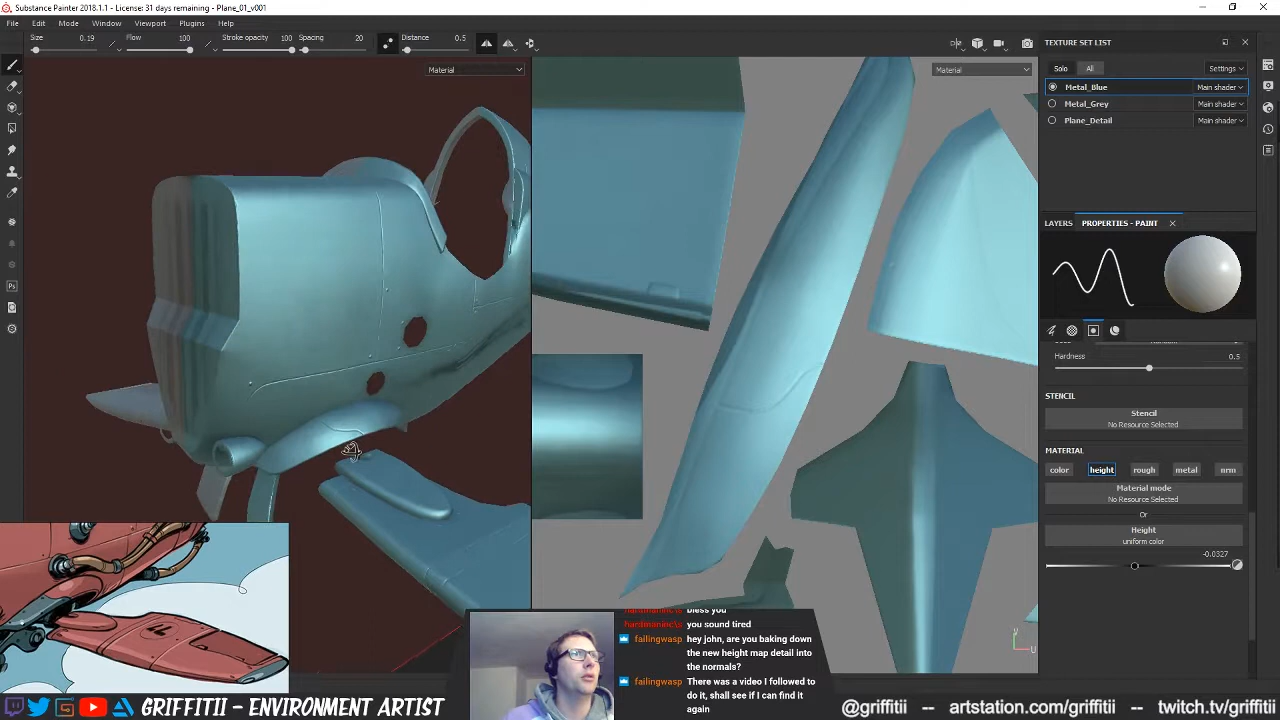 Substance Painter 2018.1.1 - License: 31 days remaining - Plane_01_v001
File Edit Mode Window Viewport Plugins Help
Size 0.19 Flow 100 Stroke opacity 100 Spacing 20 Distance 0.5
Material
Material
TEXTURE SET LIST
Solo All Settings
Metal_Blue Main shader
Metal_Grey Main shader
Plane_Detail Main shader
LAYERS PROPERTIES - PAINT
Hardness 0.5
STENCIL
Stencil
No Resource Selected
MATERIAL
color height rough metal nrm
Material mode
No Resource Selected
Or
Height
uniform color
-0.0327
Ps
bless you
you sound tired
failingwasp hey john, are you baking down
the new height map detail into
the normals?
failingwasp There was a video I followed to
do it, shall see if I can find it
again
GRIFFITII - ENVIRONMENT ARTIST
@griffitii -- artstation.com/griffitii -- twitch.tv/griffitii